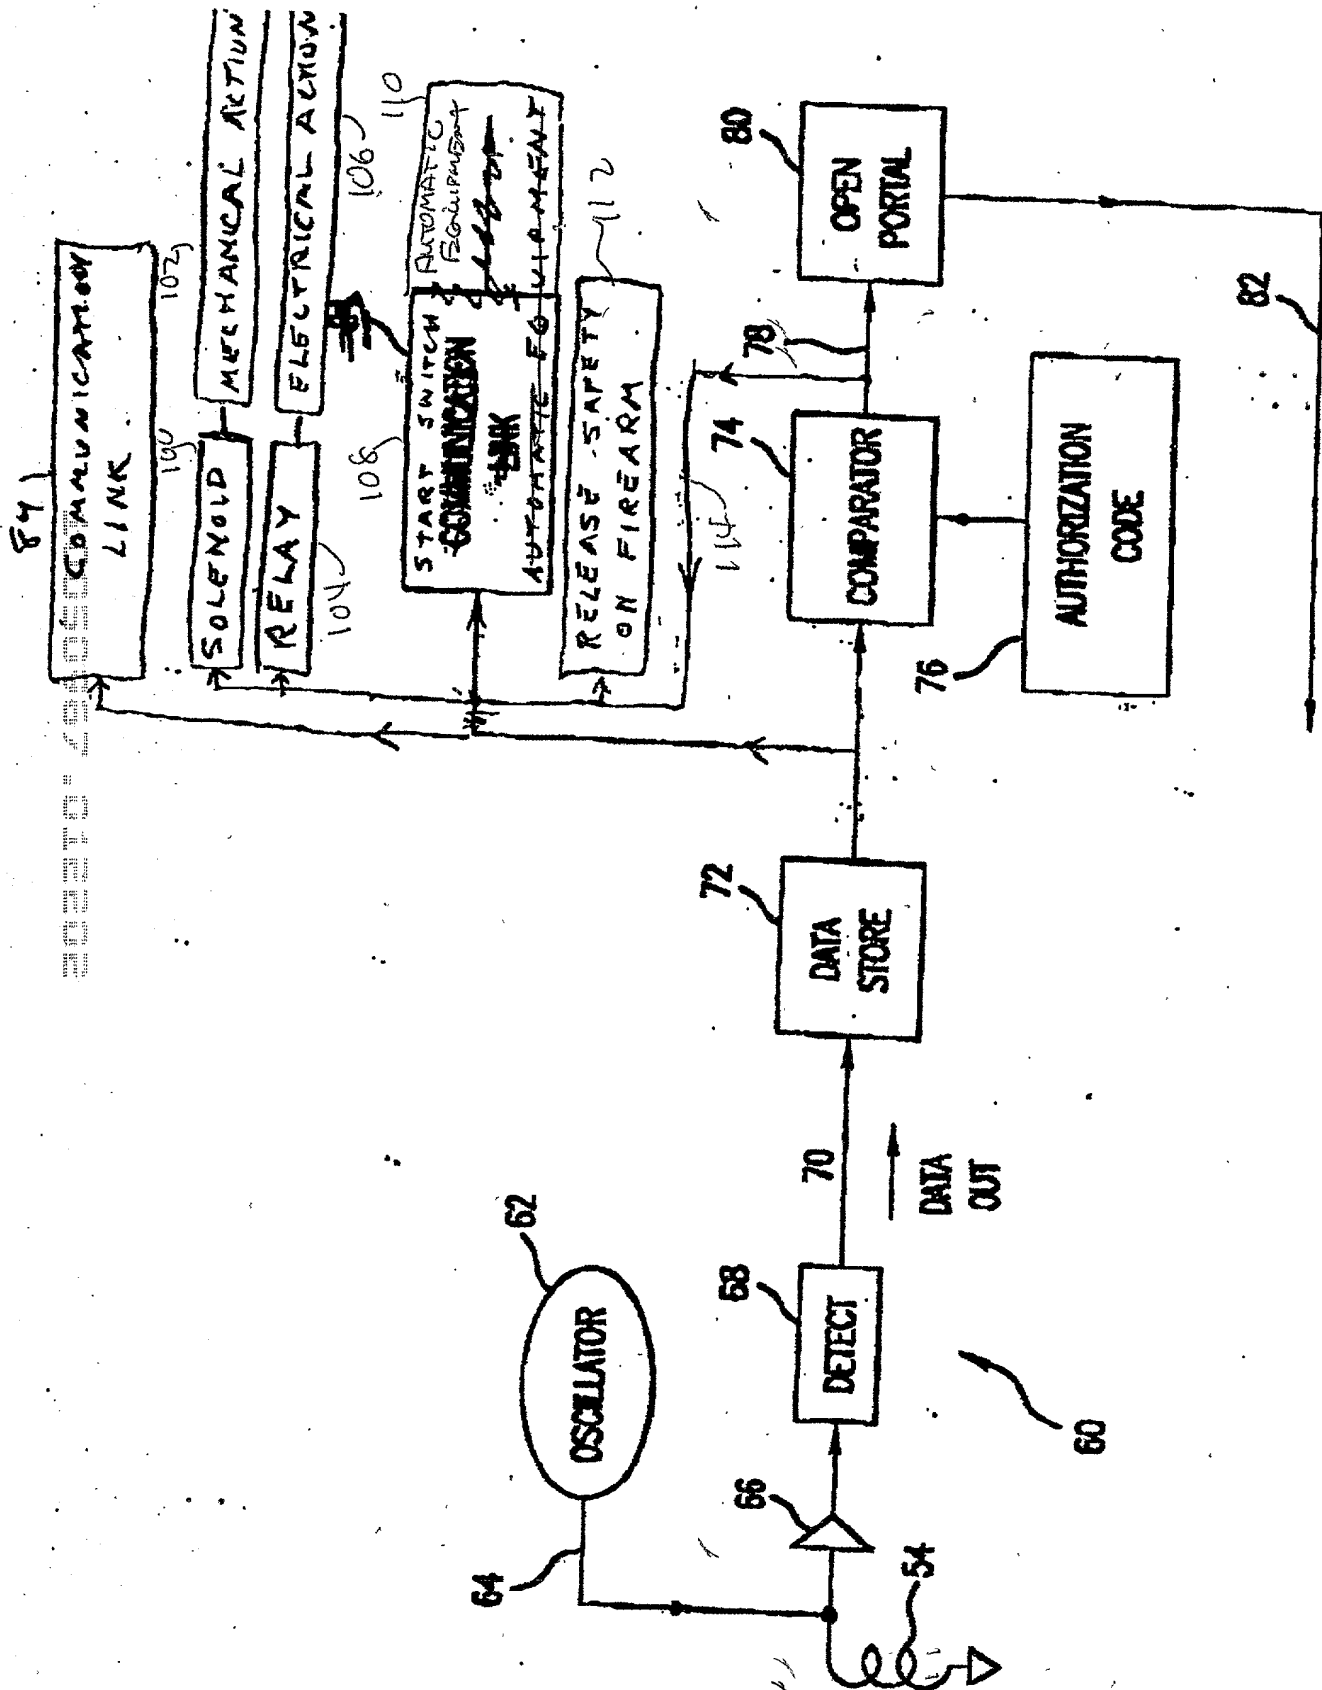 84
COMMUNICATION
LINK
100
SOLENOID
102
MECHANICAL ACTION
RELAY
104
ELECTRICAL ACTION
106
108
START SWITCH
COMMUNICATION
LINK
AUTOMATIC EQUIPMENT
110
AUTOMATIC
EQUIPMENT
RELEASE SAFETY
ON FIREARM
112
114
62
OSCILLATOR
64
66
54
68
DETECT
70
DATA
OUT
60
72
DATA
STORE
74
COMPARATOR
76
AUTHORIZATION
CODE
78
80
OPEN
PORTAL
82